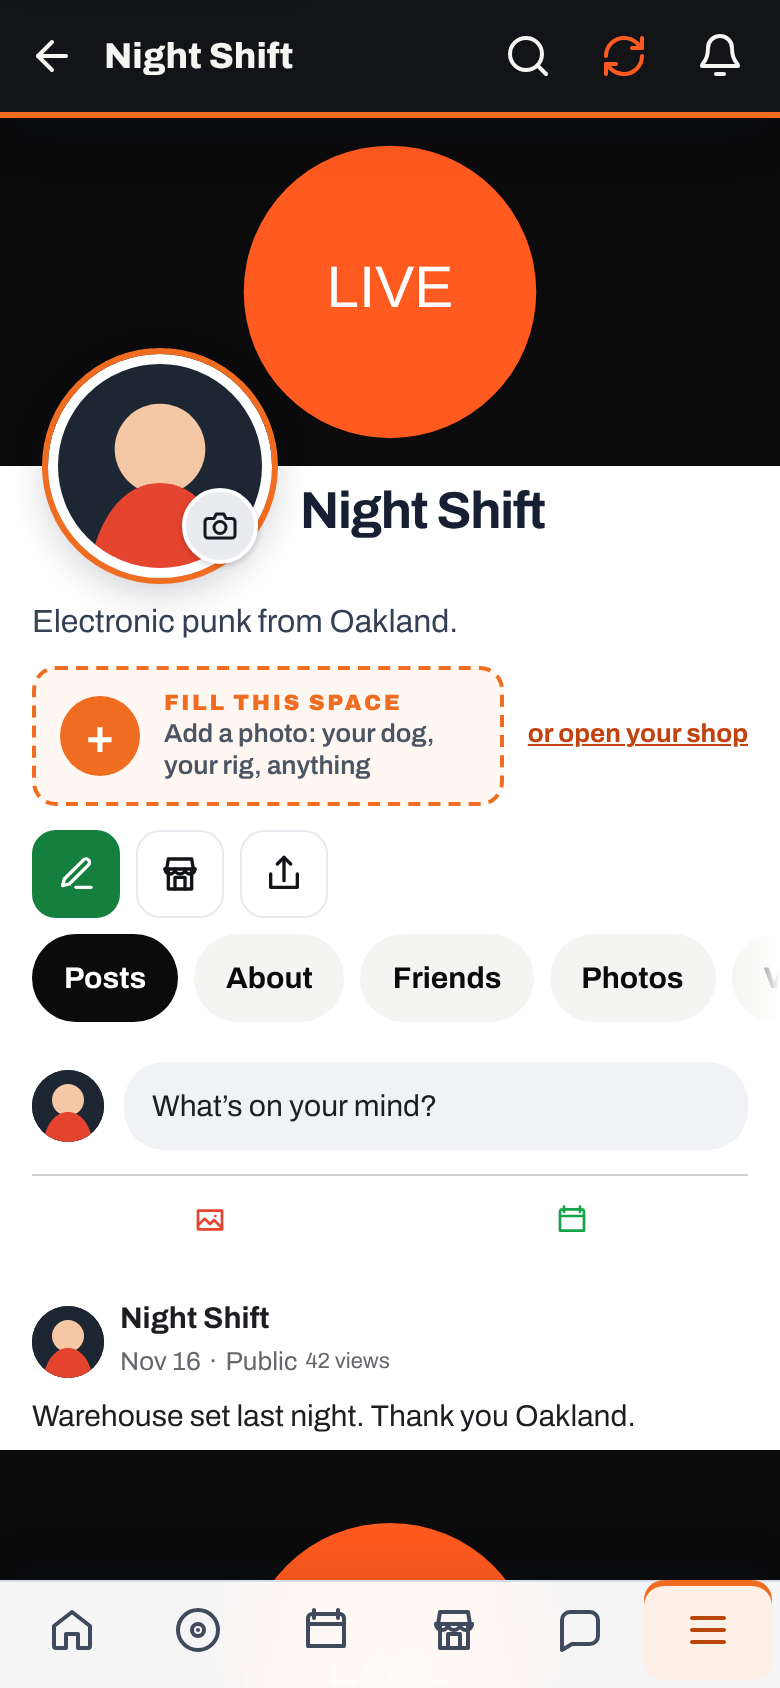 Night Shift
LIVE
Night Shift
Electronic punk from Oakland.
FILL THIS SPACE
Add a photo: your dog,
your rig, anything
or open your shop
Posts
About
Friends
Photos
What’s on your mind?
Night Shift
Nov 16 · Public 42 views
Warehouse set last night. Thank you Oakland.
LIVE